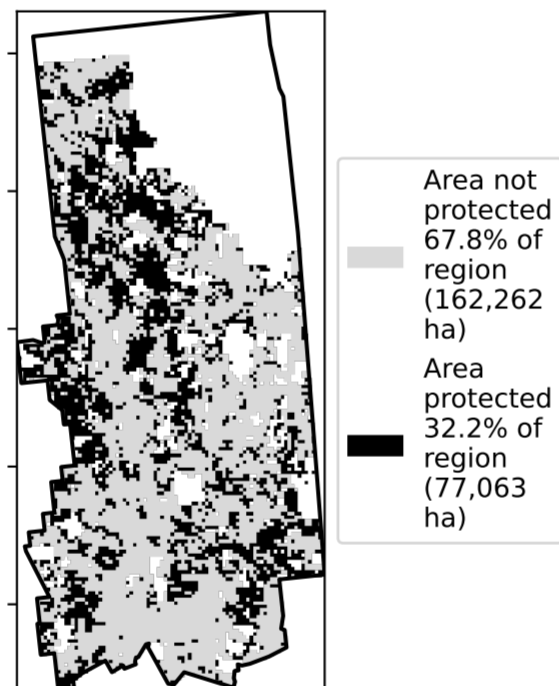 Area not
protected
67.8% of
region
(162,262
ha)
Area
protected
32.2% of
region
(77,063
ha)